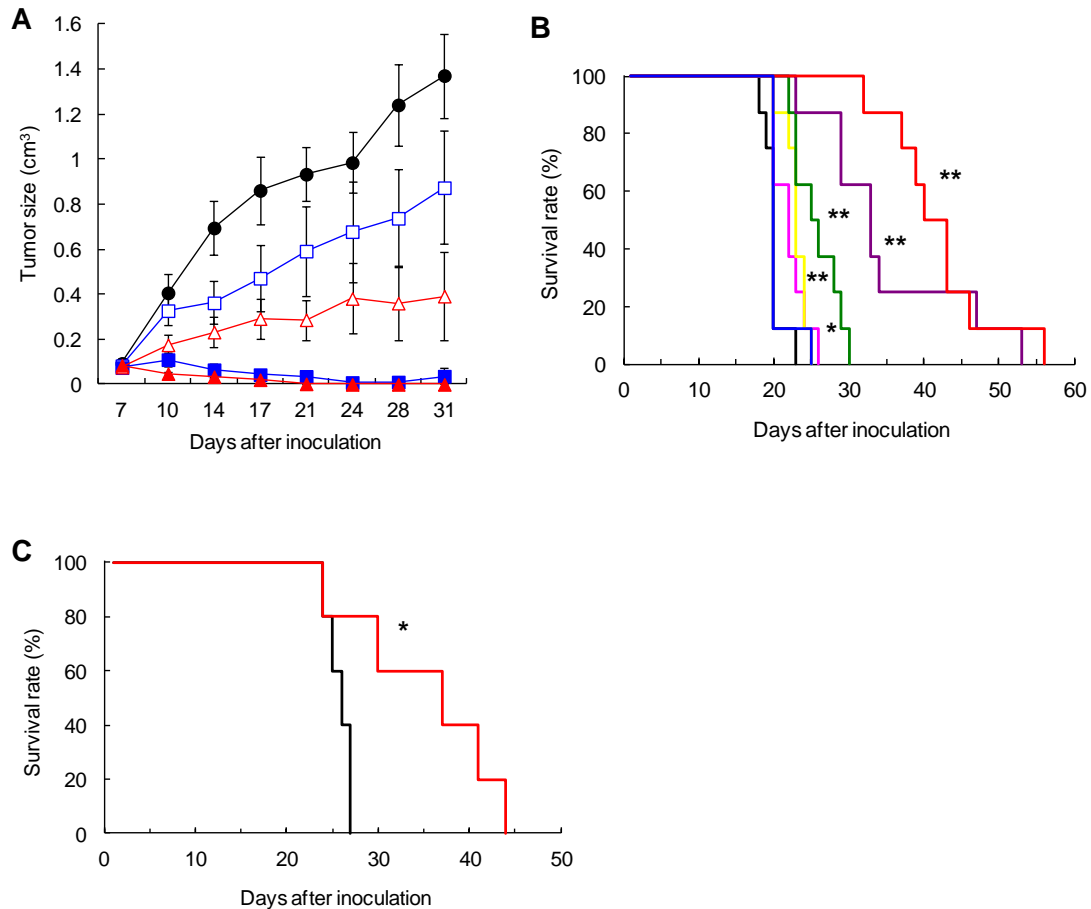 A
Tumor size (cm³)
1.6
1.4
1.2
1
0.8
0.6
0.4
0.2
0
7 10 14 17 21 24 28 31
Days after inoculation
B
Survival rate (%)
100
80
60
40
20
0
**
**
**
**
*
0 10 20 30 40 50 60
Days after inoculation
C
Survival rate (%)
100
80
60
40
20
0
*
0 10 20 30 40 50
Days after inoculation